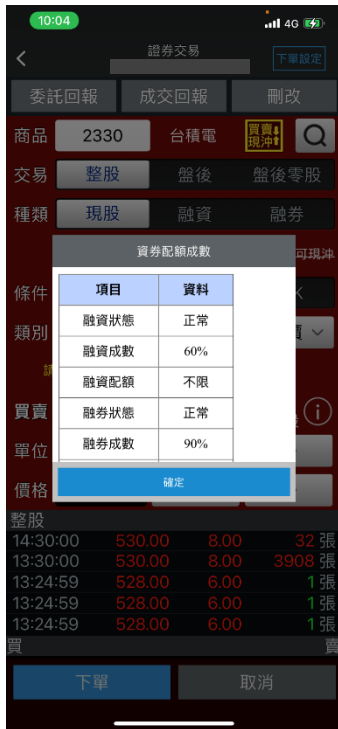 10:04
4G
證券交易
下單設定
委託回報 成交回報 刪改
商品 2330 台積電 買賣現沖
交易 整股 盤後 盤後零股
種類 現股 融資 融券
資券配額成數
可現沖
條件
項目 資料
類別
融資狀態 正常
融資成數 60%
融資配額 不限
買賣
融券狀態 正常
單位
融券成數 90%
價格
確定
整股
14:30:00 530.00 8.00 32張
13:30:00 530.00 8.00 3908張
13:24:59 528.00 6.00 1張
13:24:59 528.00 6.00 1張
13:24:59 528.00 6.00 1張
買 賣
下單 取消